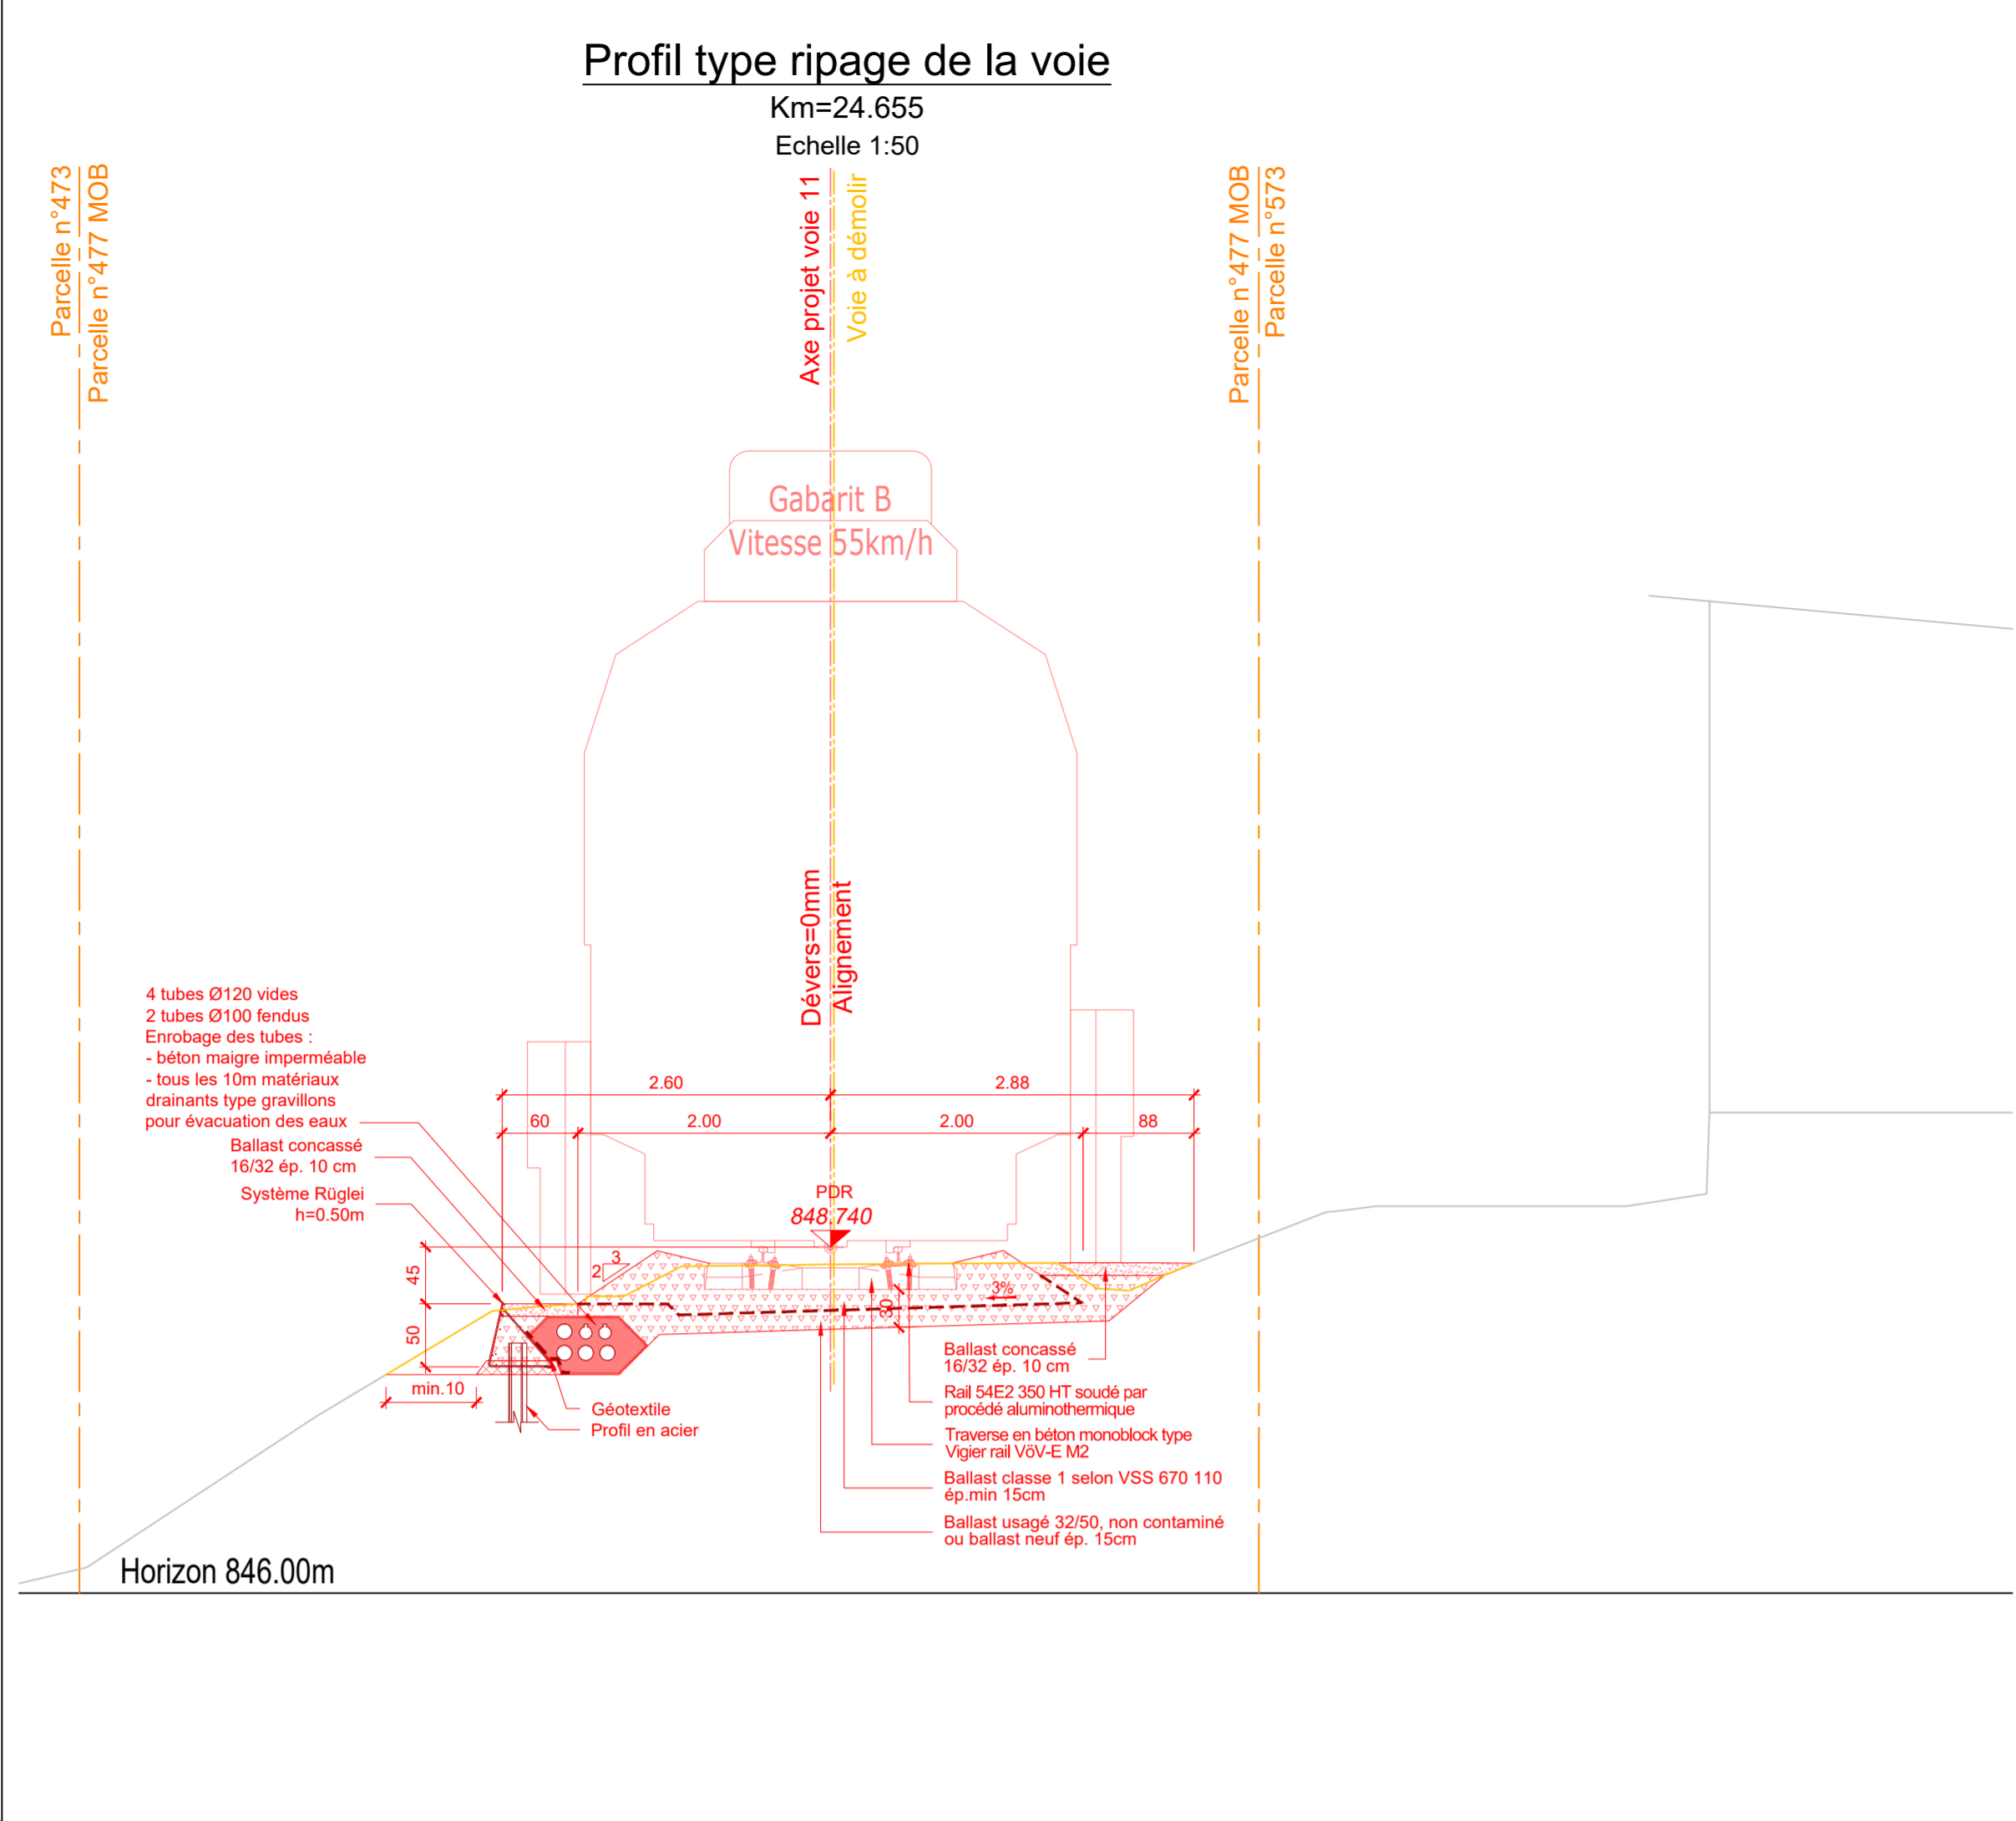 Profil type ripage de la voie
Km=24.655
Echelle 1:50
Parcelle n°473
Parcelle n°477 MOB
Axe projet voie 11
Voie à démolir
Parcelle n°477 MOB
Parcelle n°573
Gabarit B
Vitesse 55km/h
Dévers=0mm
Alignement
4 tubes Ø120 vides
2 tubes Ø100 fendus
Enrobage des tubes :
- béton maigre imperméable
- tous les 10m matériaux
drainants type gravillons
pour évacuation des eaux
Ballast concassé
16/32 ép. 10 cm
Système Rüglei
h=0.50m
2.60
2.88
60
2.00
2.00
88
PDR
848.740
3
2
45
50
3%
30
min.10
Géotextile
Profil en acier
Ballast concassé
16/32 ép. 10 cm
Rail 54E2 350 HT soudé par
procédé aluminothermique
Traverse en béton monoblock type
Vigier rail VöV-E M2
Ballast classe 1 selon VSS 670 110
ép.min 15cm
Ballast usagé 32/50, non contaminé
ou ballast neuf ép. 15cm
Horizon 846.00m